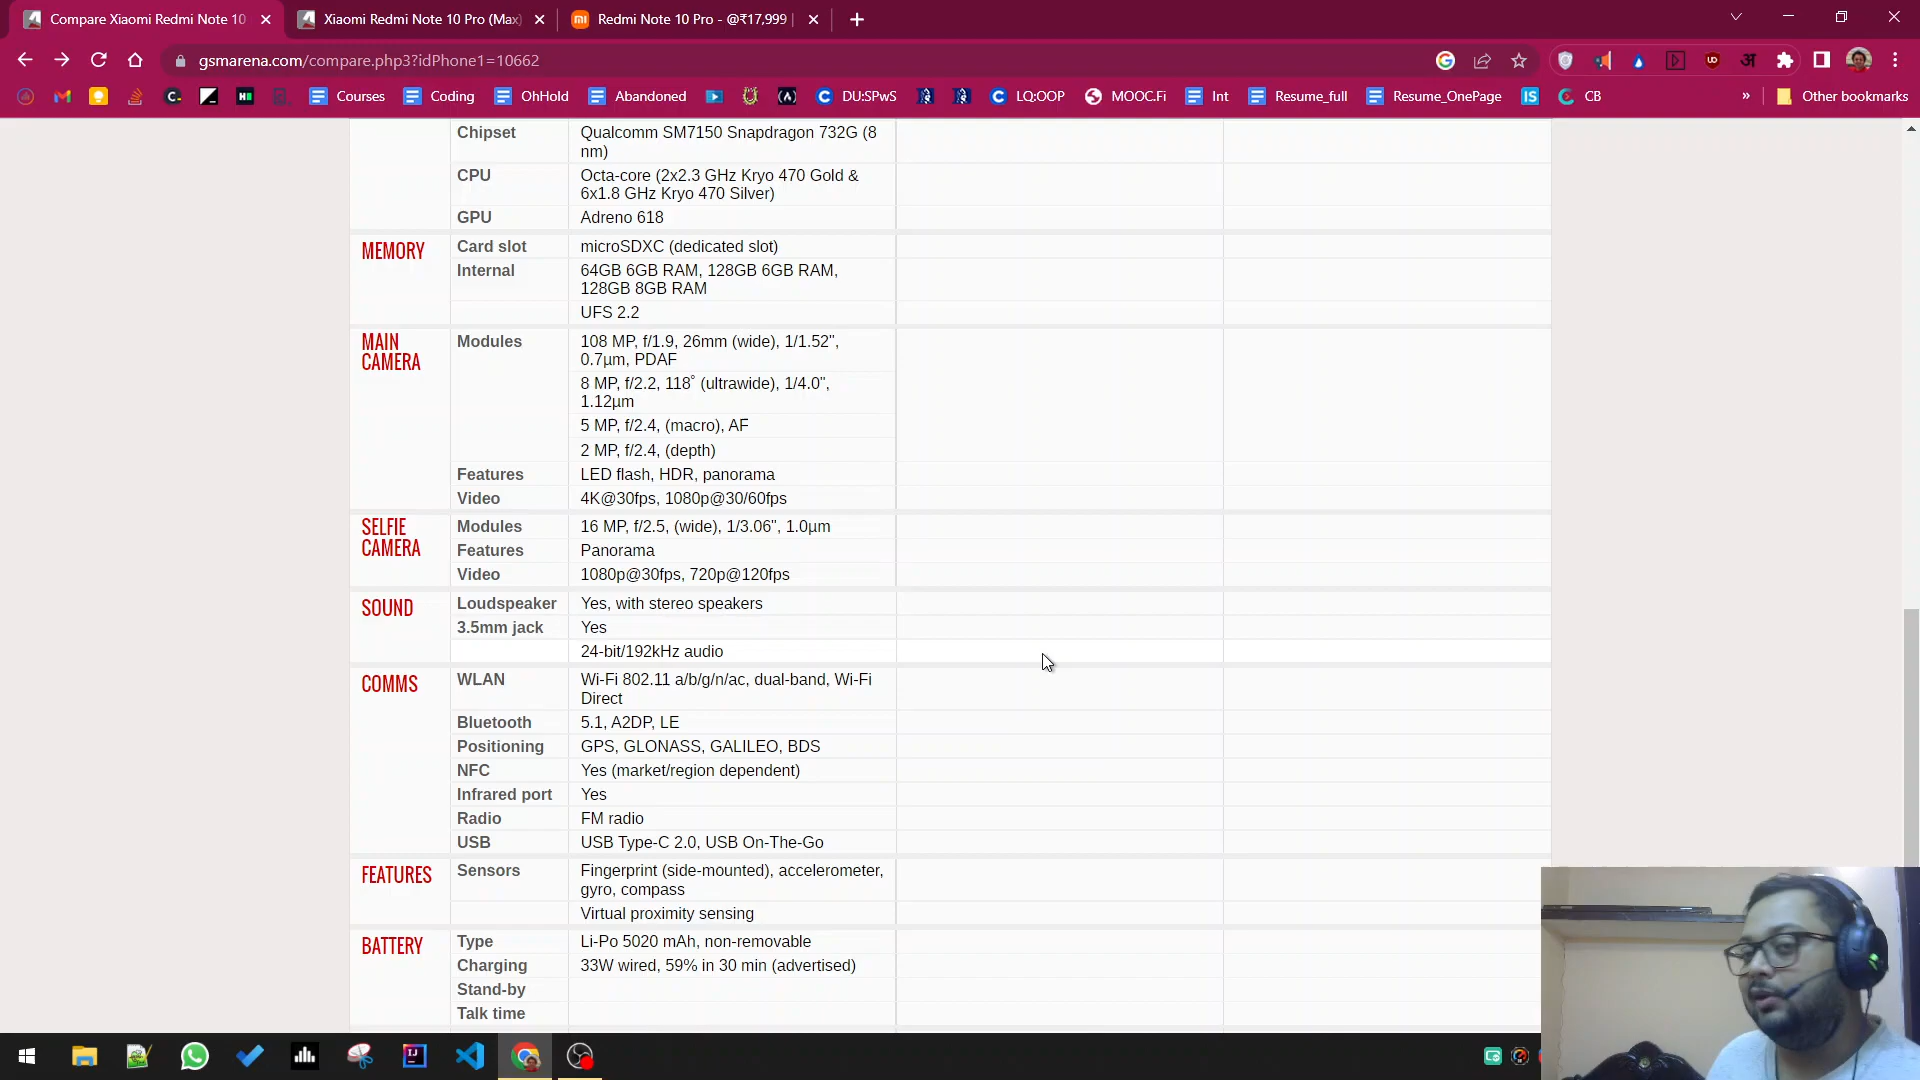 Compare Xiaomi Redmi Note 10
Xiaomi Redmi Note 10 Pro (Max)
Redmi Note 10 Pro - @₹17,999 |
gsmarena.com/compare.php3?idPhone1=10662
Courses
Coding
OhHold
Abandoned
DU:SPwS
LQ:OOP
MOOC.Fi
Int
Resume_full
Resume_OnePage
CB
»
Other bookmarks
Chipset
Qualcomm SM7150 Snapdragon 732G (8
nm)
CPU
Octa-core (2x2.3 GHz Kryo 470 Gold &
6x1.8 GHz Kryo 470 Silver)
GPU
Adreno 618
MEMORY
Card slot
microSDXC (dedicated slot)
Internal
64GB 6GB RAM, 128GB 6GB RAM,
128GB 8GB RAM
UFS 2.2
MAIN
CAMERA
Modules
108 MP, f/1.9, 26mm (wide), 1/1.52",
0.7µm, PDAF
8 MP, f/2.2, 118˚ (ultrawide), 1/4.0",
1.12µm
5 MP, f/2.4, (macro), AF
2 MP, f/2.4, (depth)
Features
LED flash, HDR, panorama
Video
4K@30fps, 1080p@30/60fps
SELFIE
CAMERA
Modules
16 MP, f/2.5, (wide), 1/3.06", 1.0µm
Features
Panorama
Video
1080p@30fps, 720p@120fps
SOUND
Loudspeaker
Yes, with stereo speakers
3.5mm jack
Yes
24-bit/192kHz audio
COMMS
WLAN
Wi-Fi 802.11 a/b/g/n/ac, dual-band, Wi-Fi
Direct
Bluetooth
5.1, A2DP, LE
Positioning
GPS, GLONASS, GALILEO, BDS
NFC
Yes (market/region dependent)
Infrared port
Yes
Radio
FM radio
USB
USB Type-C 2.0, USB On-The-Go
FEATURES
Sensors
Fingerprint (side-mounted), accelerometer,
gyro, compass
Virtual proximity sensing
BATTERY
Type
Li-Po 5020 mAh, non-removable
Charging
33W wired, 59% in 30 min (advertised)
Stand-by
Talk time